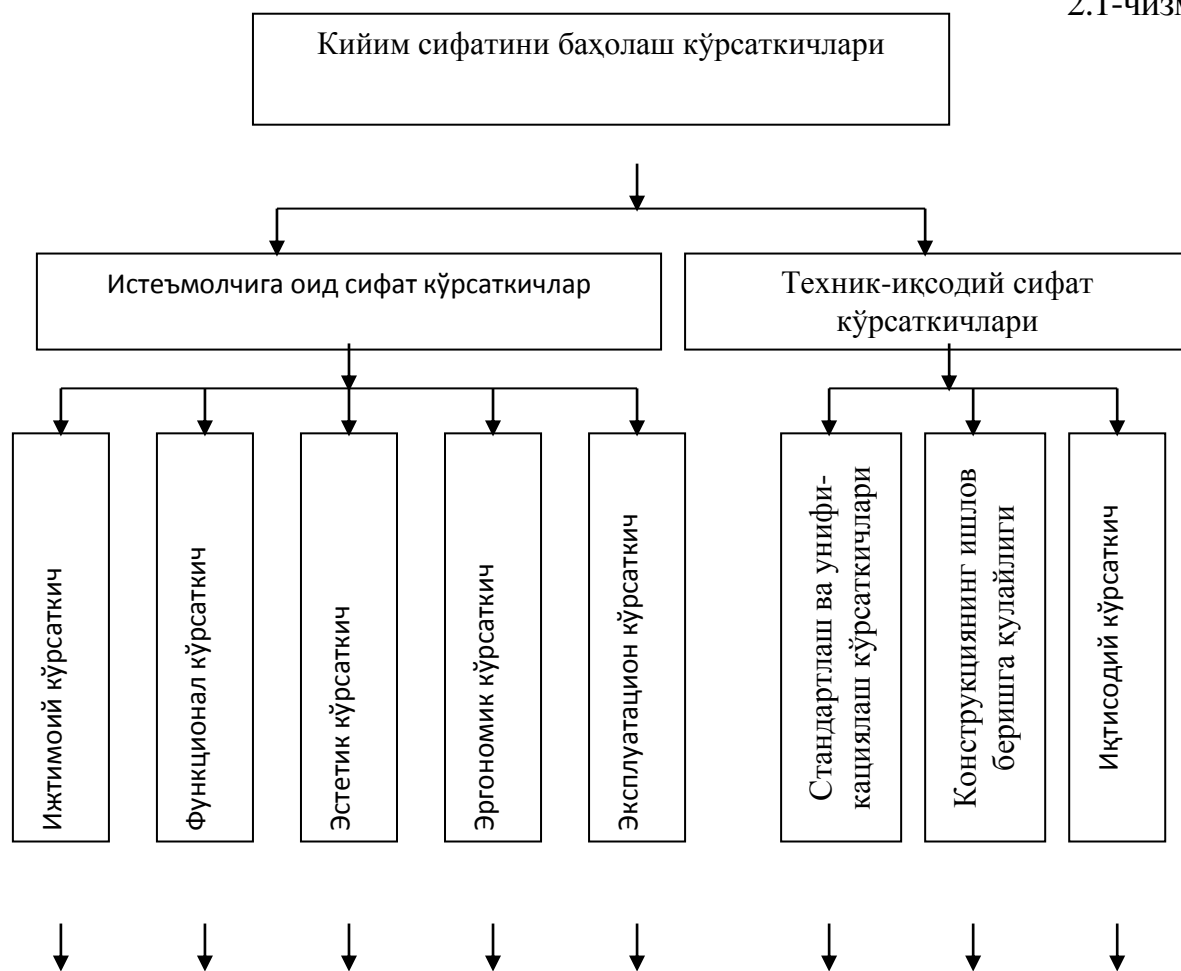 2.1-чизм
Кийим сифатини баҳолаш кўрсаткичлари
Истеъмолчига оид сифат кўрсаткичлар
Техник-иқсодий сифат
кўрсаткичлари
Ижтимоий кўрсаткич
Функционал кўрсаткич
Эстетик кўрсаткич
Эргономик кўрсаткич
Эксплуатацион кўрсаткич
Стандартлаш ва унифи-
кациялаш кўрсаткичлари
Конструкциянинг ишлов
беришга қулайлиги
Иқтисодий кўрсаткич